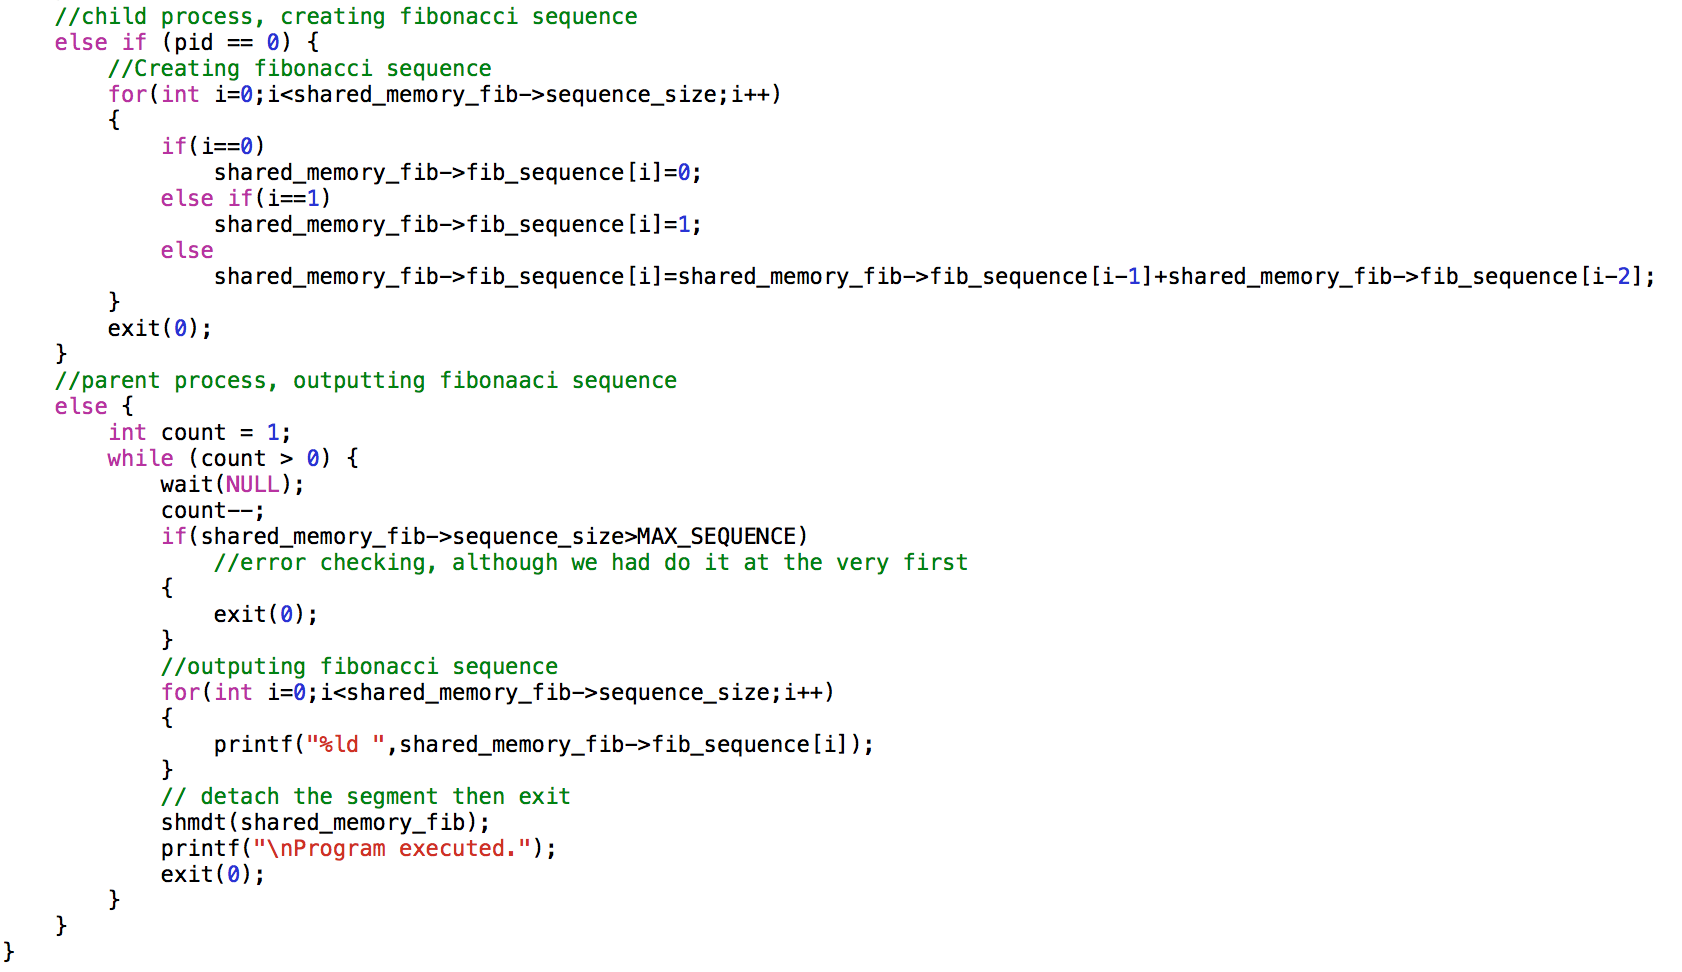 //child process, creating fibonacci sequence
else if (pid == 0) {
//Creating fibonacci sequence
for(int i=0;i<shared_memory_fib->sequence_size;i++)
{
if(i==0)
shared_memory_fib->fib_sequence[i]=0;
else if(i==1)
shared_memory_fib->fib_sequence[i]=1;
else
shared_memory_fib->fib_sequence[i]=shared_memory_fib->fib_sequence[i-1]+shared_memory_fib->fib_sequence[i-2];
}
exit(0);
}
//parent process, outputting fibonaaci sequence
else {
int count = 1;
while (count > 0) {
wait(NULL);
count--;
if(shared_memory_fib->sequence_size>MAX_SEQUENCE)
//error checking, although we had do it at the very first
{
exit(0);
}
//outputing fibonacci sequence
for(int i=0;i<shared_memory_fib->sequence_size;i++)
{
printf("%ld ",shared_memory_fib->fib_sequence[i]);
}
// detach the segment then exit
shmdt(shared_memory_fib);
printf("\nProgram executed.");
exit(0);
}
}
}